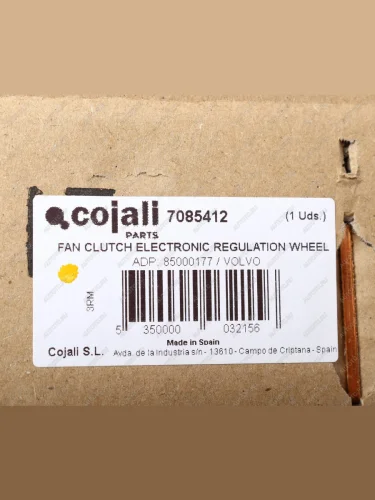 cojali 7085412 (1 Uds.)
PARTS
FAN CLUTCH ELECTRONIC REGULATION WHEEL
ADP. 85000177 / VOLVO
3RM
5 350000 032156
Made in Spain
Cojali S.L. Avda. de la Industria s/n - 13610 - Campo de Criptana - Spain